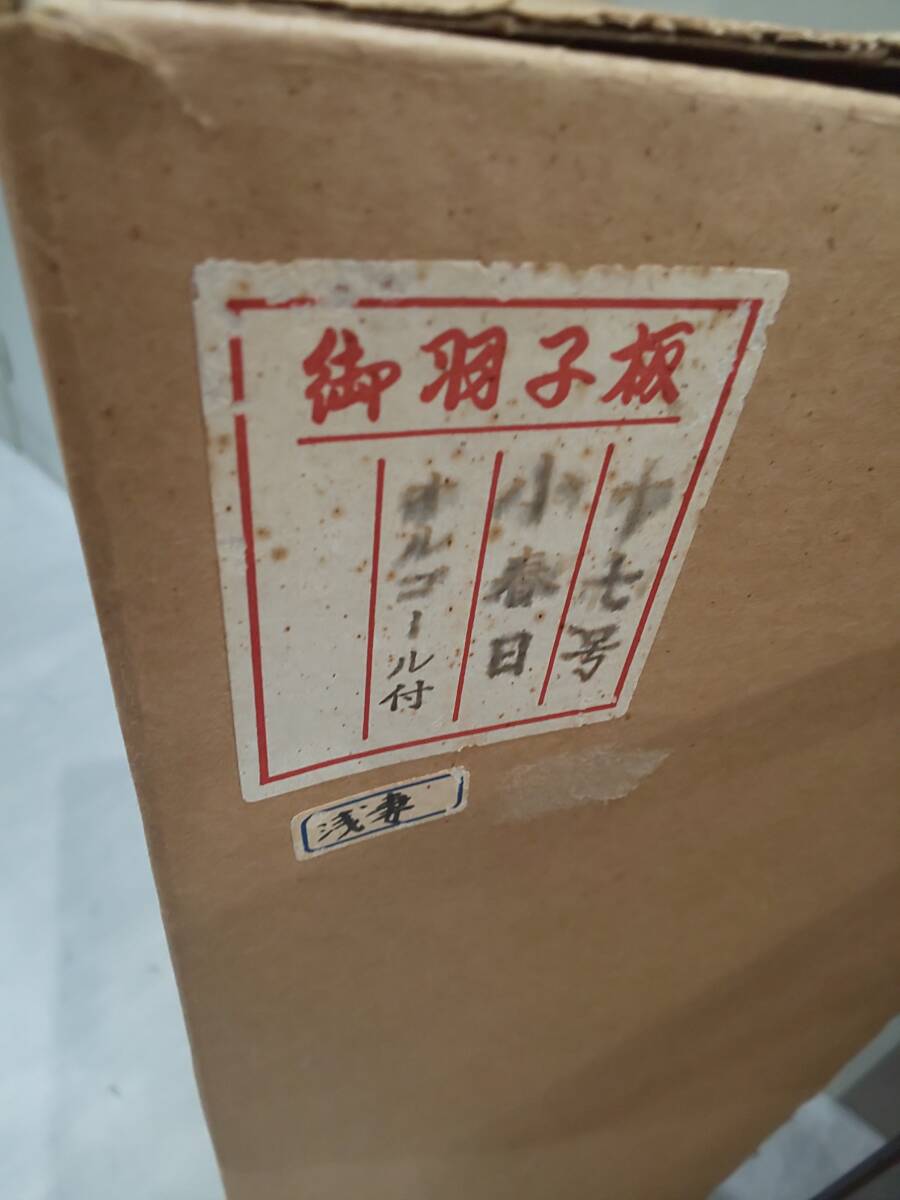 御羽子板
十七号
小春日
オルゴール付
浅妻